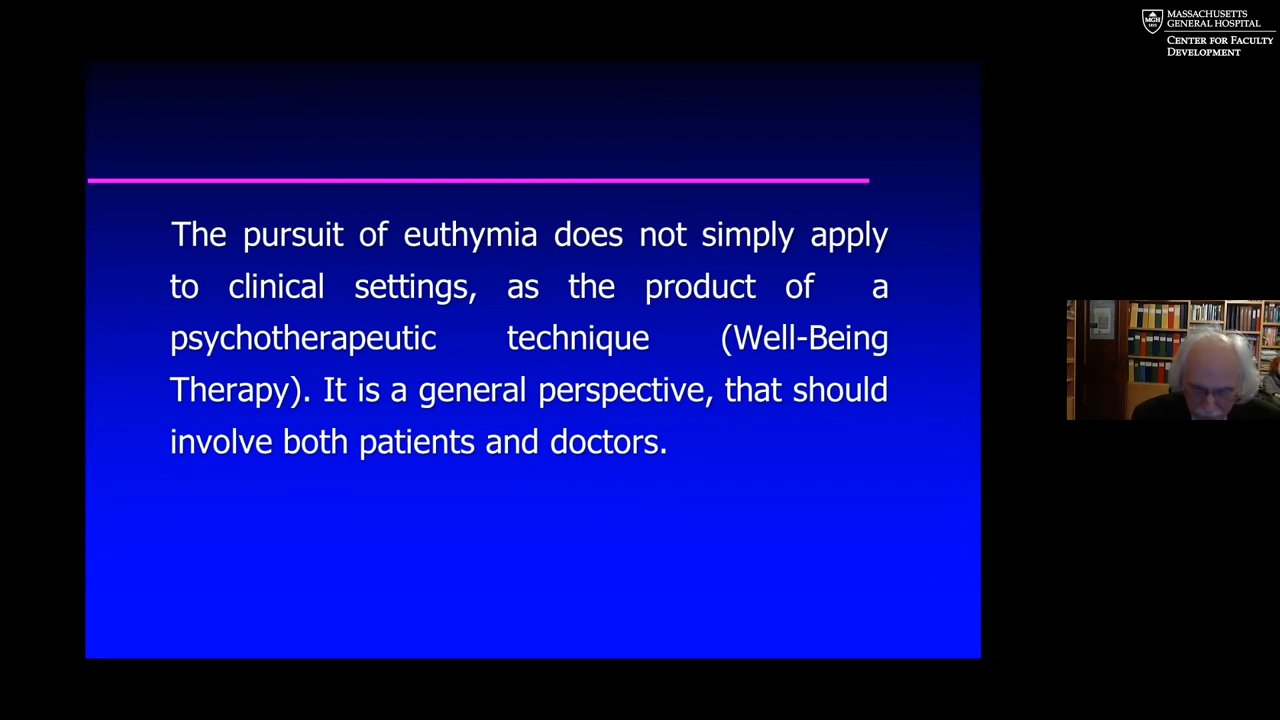 MASSACHUSETTS
GENERAL HOSPITAL
CENTER FOR FACULTY
DEVELOPMENT
MGH
1811
The pursuit of euthymia does not simply apply
to clinical settings, as the product of a
psychotherapeutic technique (Well-Being
Therapy). It is a general perspective, that should
involve both patients and doctors.